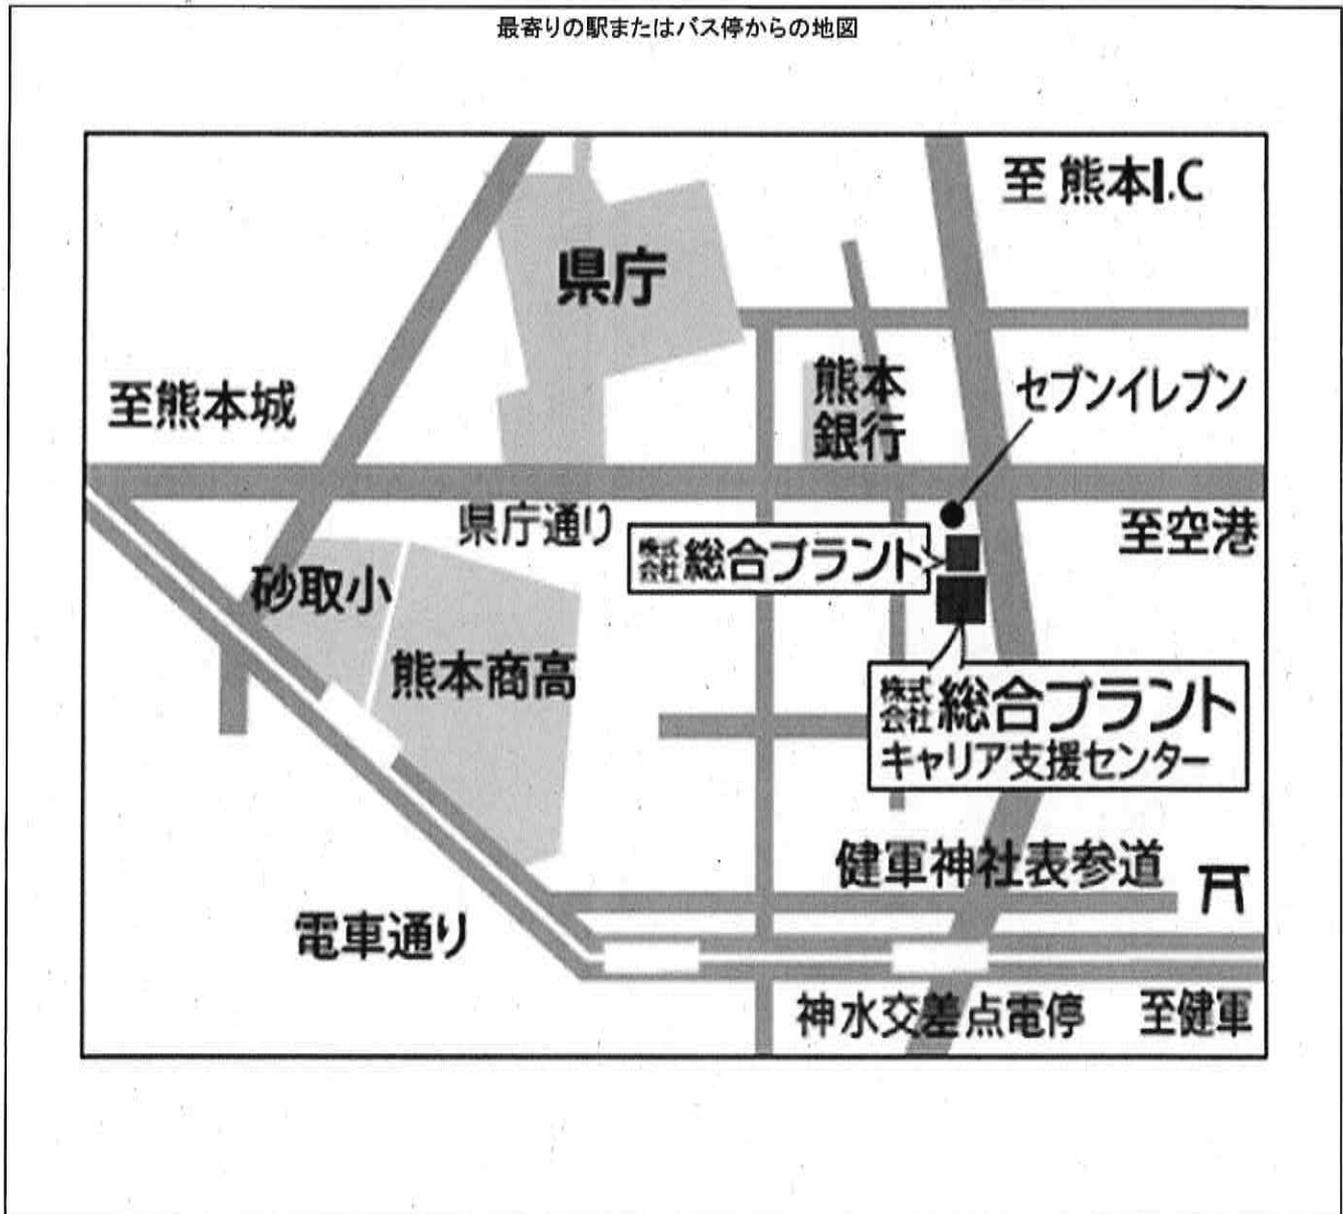 最寄りの駅またはバス停からの地図
至 熊本I.C
県庁
至熊本城
熊本
銀行
セブンイレブン
県庁通り
至空港
株式
会社 総合プラント
砂取小
熊本商高
株式
会社 総合プラント
キャリア支援センター
健軍神社表参道
電車通り
神水交差点電停
至健軍